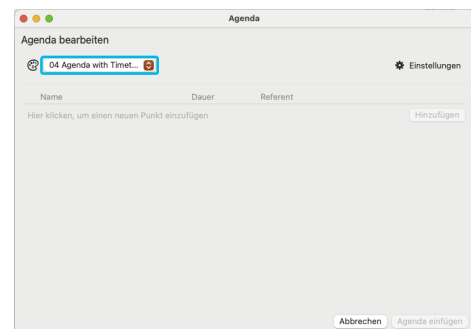 Agenda
Agenda bearbeiten
04 Agenda with Timet...
Einstellungen
Name Dauer Referent
Hier klicken, um einen neuen Punkt einzufügen
Hinzufügen
Abbrechen
Agenda einfügen